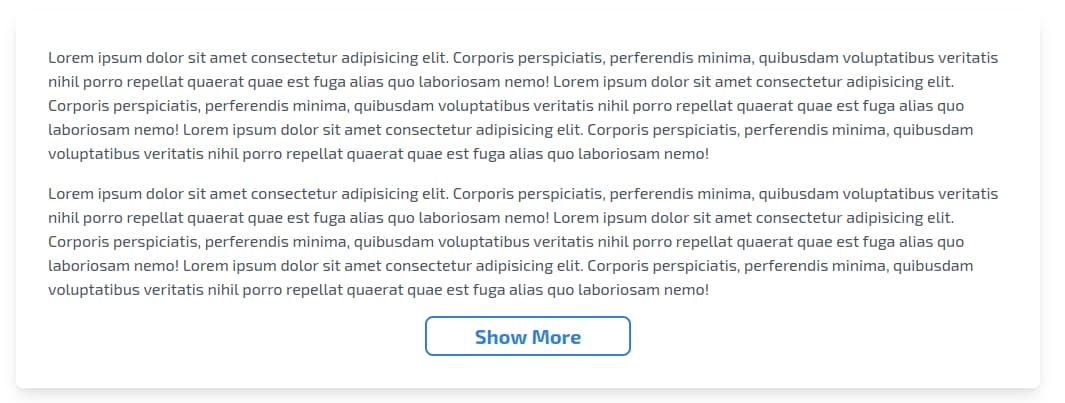 Lorem ipsum dolor sit amet consectetur adipisicing elit. Corporis perspiciatis, perferendis minima, quibusdam voluptatibus veritatis
nihil porro repellat quaerat quae est fuga alias quo laboriosam nemo! Lorem ipsum dolor sit amet consectetur adipisicing elit.
Corporis perspiciatis, perferendis minima, quibusdam voluptatibus veritatis nihil porro repellat quaerat quae est fuga alias quo
laboriosam nemo! Lorem ipsum dolor sit amet consectetur adipisicing elit. Corporis perspiciatis, perferendis minima, quibusdam
voluptatibus veritatis nihil porro repellat quaerat quae est fuga alias quo laboriosam nemo!
Lorem ipsum dolor sit amet consectetur adipisicing elit. Corporis perspiciatis, perferendis minima, quibusdam voluptatibus veritatis
nihil porro repellat quaerat quae est fuga alias quo laboriosam nemo! Lorem ipsum dolor sit amet consectetur adipisicing elit.
Corporis perspiciatis, perferendis minima, quibusdam voluptatibus veritatis nihil porro repellat quaerat quae est fuga alias quo
laboriosam nemo! Lorem ipsum dolor sit amet consectetur adipisicing elit. Corporis perspiciatis, perferendis minima, quibusdam
voluptatibus veritatis nihil porro repellat quaerat quae est fuga alias quo laboriosam nemo!
Show More